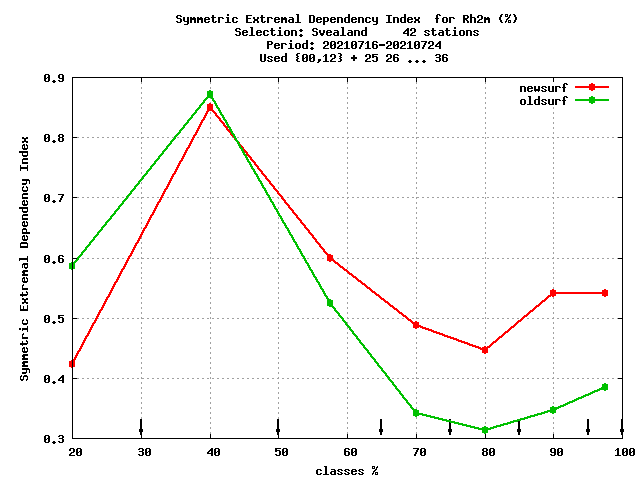 Symmetric Extremal Dependency Index  for Rh2m (%)
Selection: Svealand     42 stations
Period: 20210716-20210724
Used {00,12} + 25 26 ... 36
newsurf
oldsurf
Symmetric Extremal Dependency Index
0.9
0.8
0.7
0.6
0.5
0.4
0.3
20 30 40 50 60 70 80 90 100
classes %